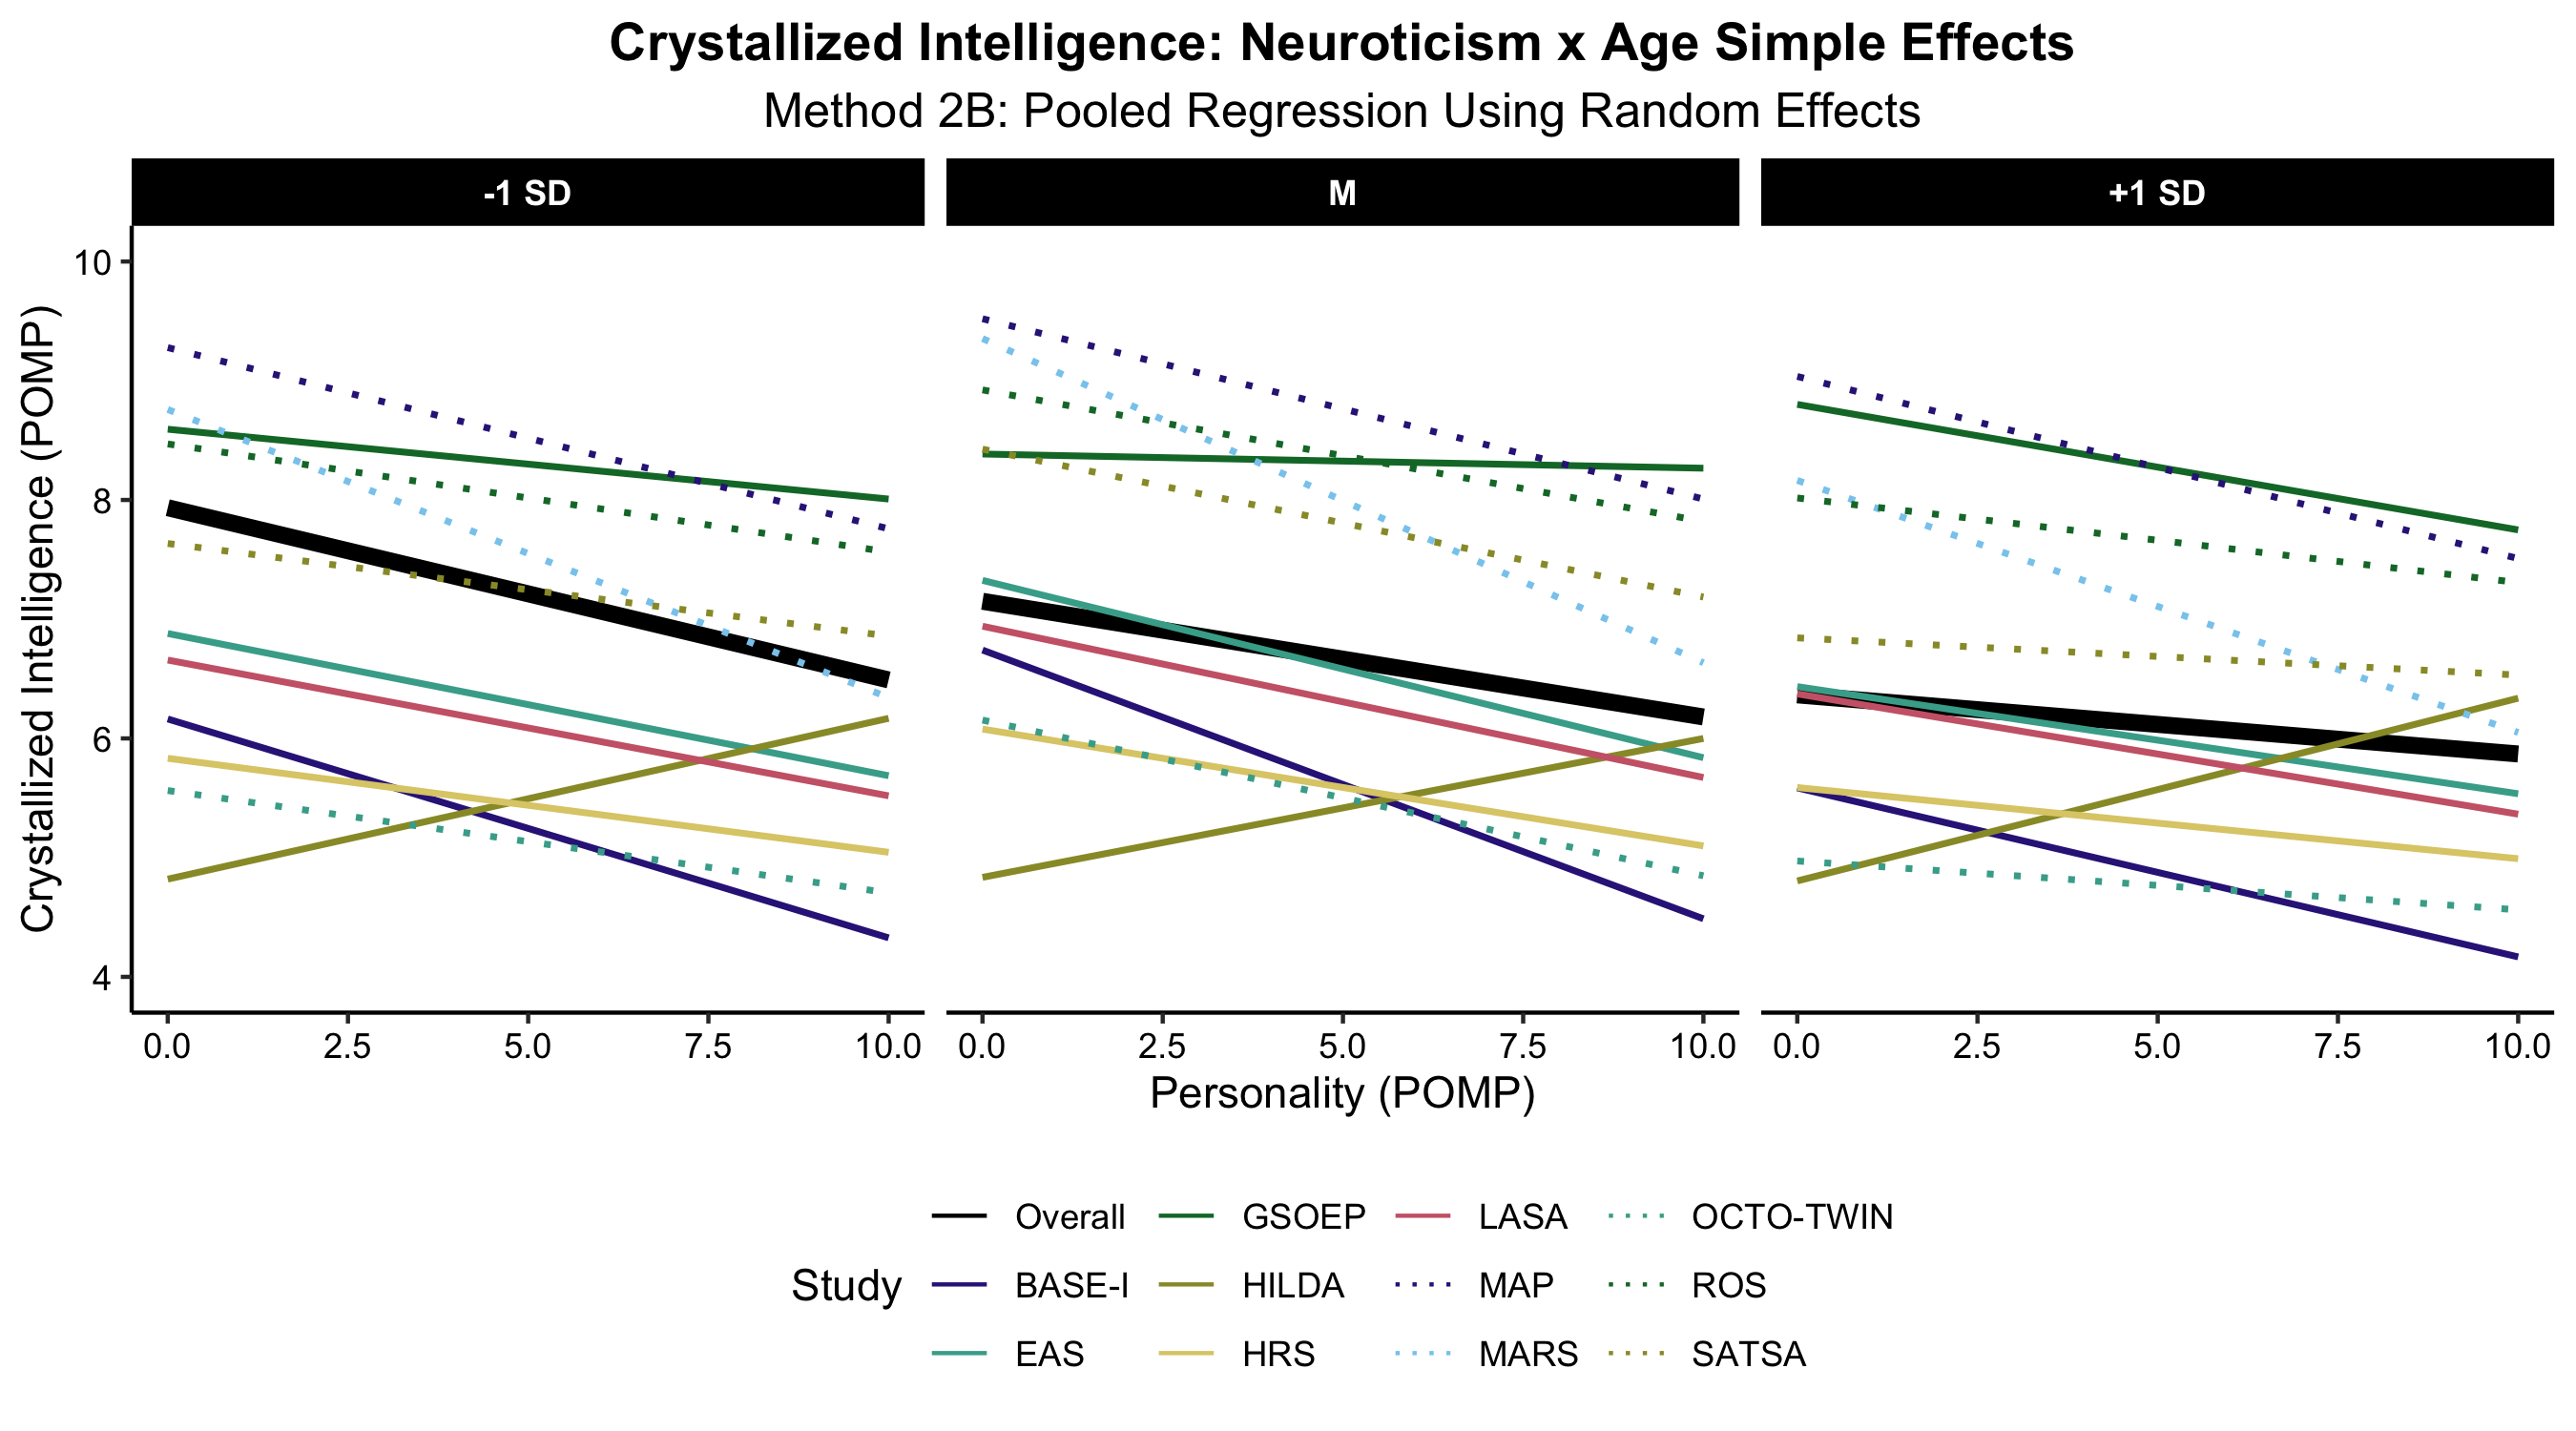 Crystallized Intelligence: Neuroticism x Age Simple Effects
Method 2B: Pooled Regression Using Random Effects
-1 SD M +1 SD
Crystallized Intelligence (POMP)
10
8
6
4
0.0 2.5 5.0 7.5 10.0 0.0 2.5 5.0 7.5 10.0 0.0 2.5 5.0 7.5 10.0
Personality (POMP)
Study
Overall GSOEP LASA OCTO-TWIN
BASE-I HILDA MAP ROS
EAS HRS MARS SATSA